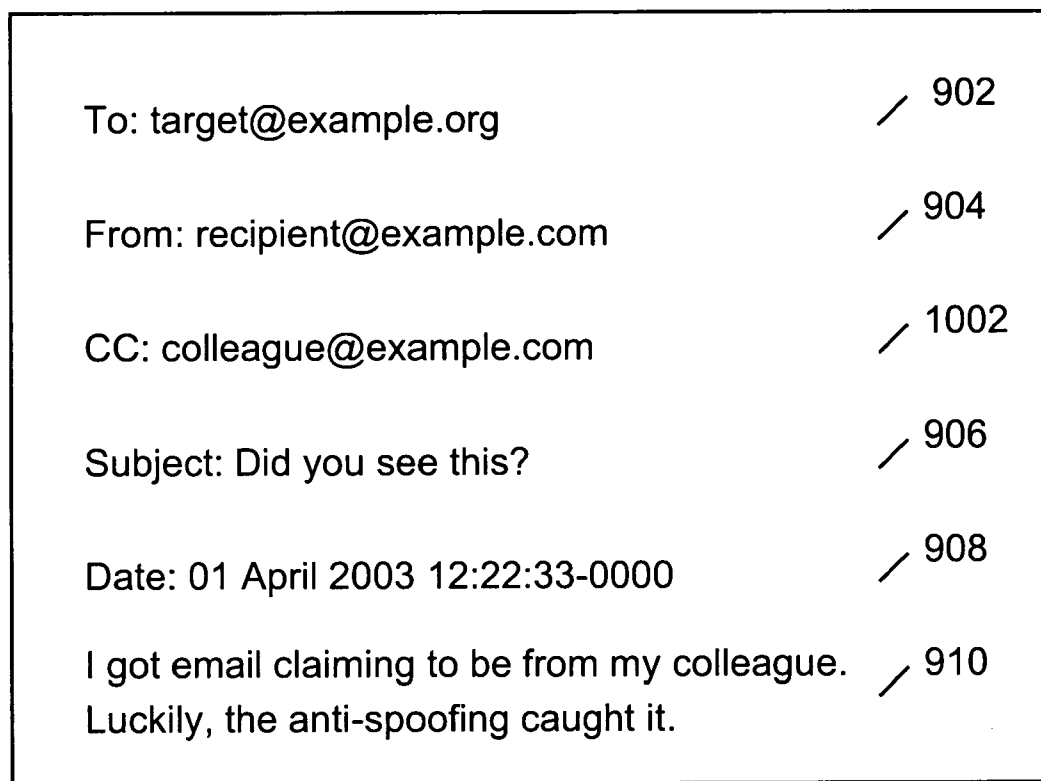 To: target@example.org 902
From: recipient@example.com 904
CC: colleague@example.com 1002
Subject: Did you see this? 906
Date: 01 April 2003 12:22:33-0000 908
I got email claiming to be from my colleague. 910
Luckily, the anti-spoofing caught it.